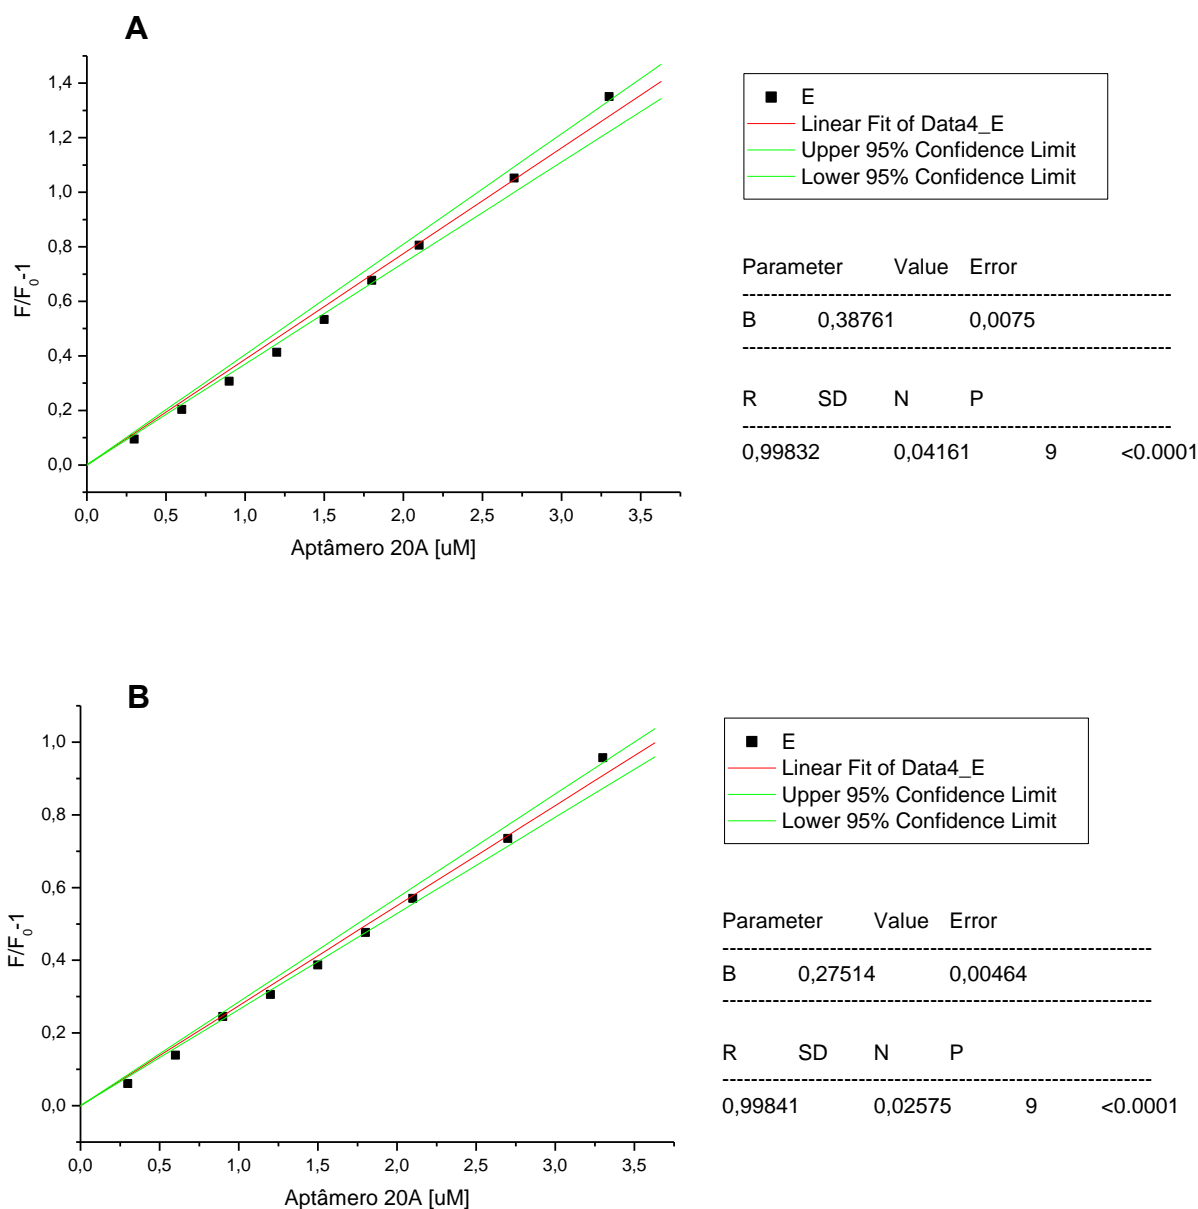 A
1,4
1,2
1,0
0,8
0,6
0,4
0,2
0,0
F/F0-1
0,0 0,5 1,0 1,5 2,0 2,5 3,0 3,5
Aptâmero 20A [uM]
E
Linear Fit of Data4_E
Upper 95% Confidence Limit
Lower 95% Confidence Limit
Parameter Value Error
B 0,38761 0,0075
R SD N P
0,99832 0,04161 9 <0.0001
B
1,0
0,8
0,6
0,4
0,2
0,0
F/F0-1
0,0 0,5 1,0 1,5 2,0 2,5 3,0 3,5
Aptâmero 20A [uM]
E
Linear Fit of Data4_E
Upper 95% Confidence Limit
Lower 95% Confidence Limit
Parameter Value Error
B 0,27514 0,00464
R SD N P
0,99841 0,02575 9 <0.0001